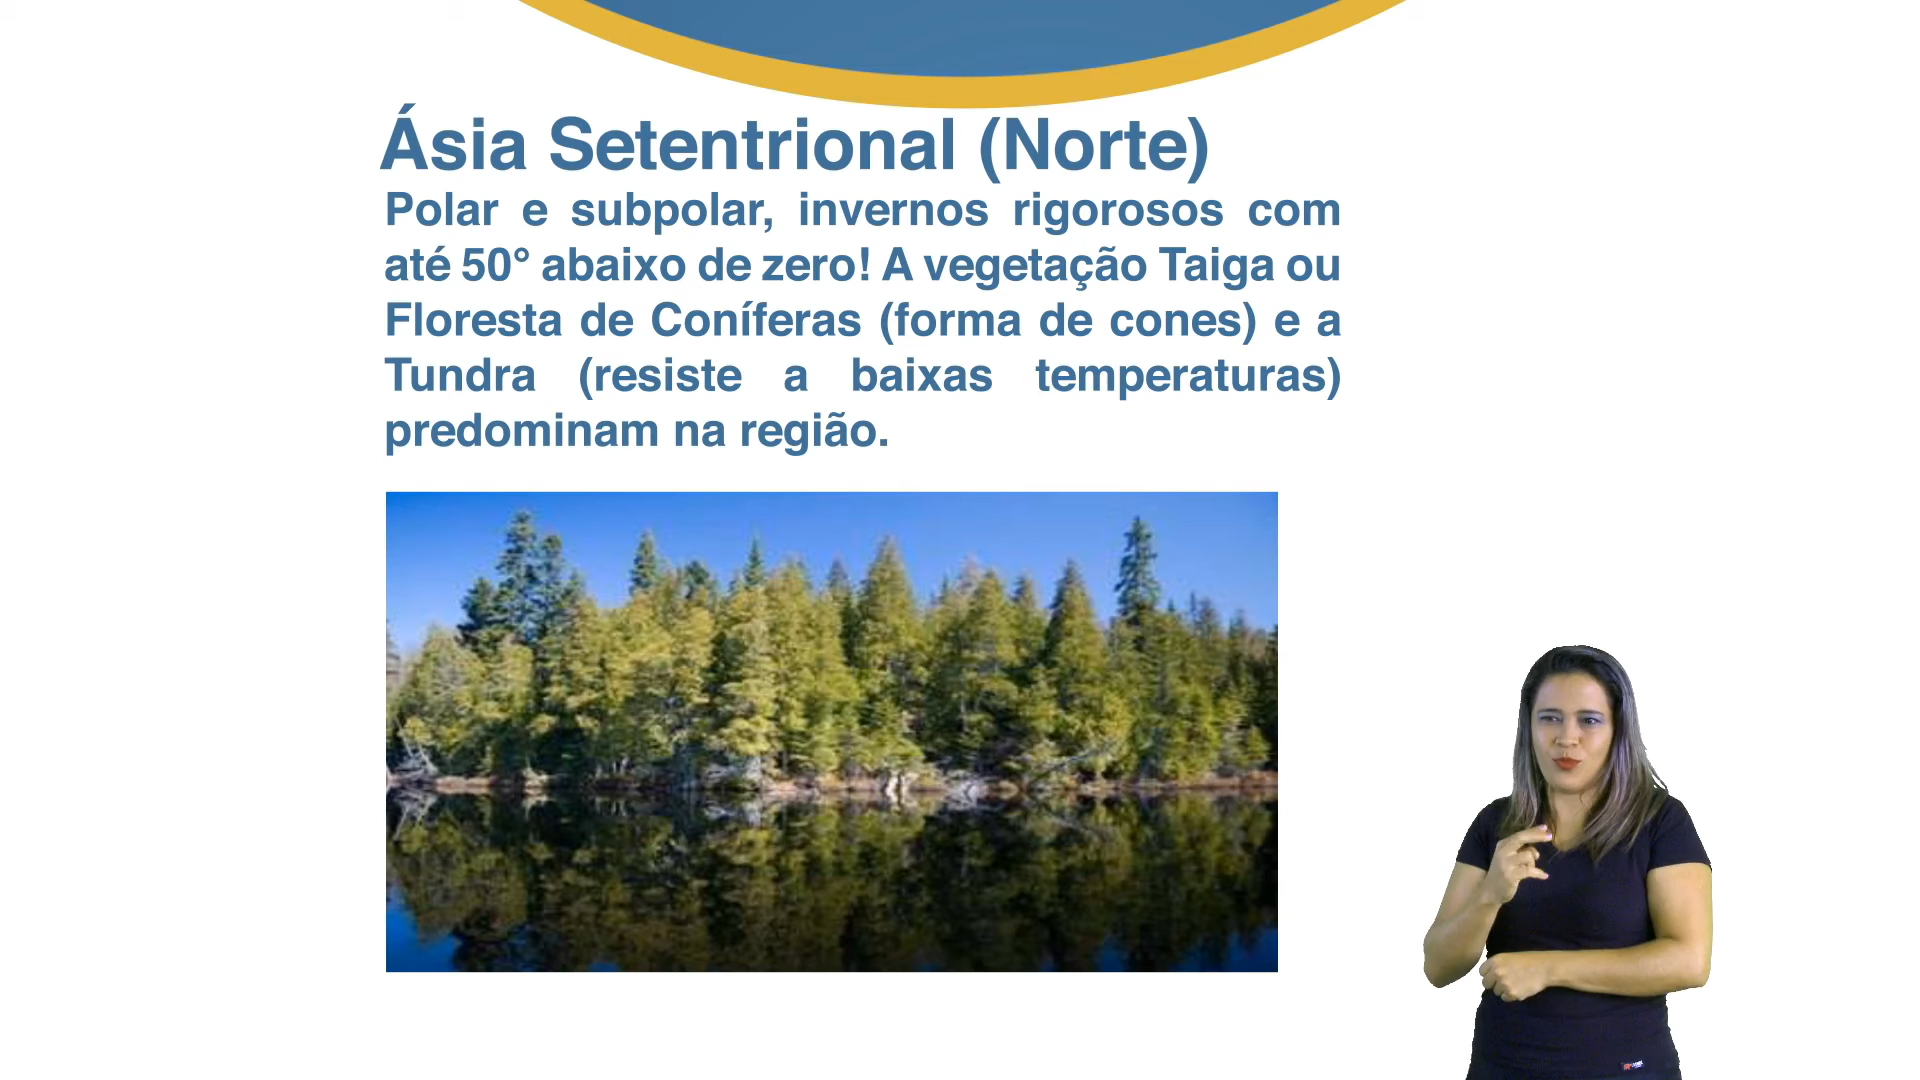 Ásia Setentrional (Norte)
Polar e subpolar, invernos rigorosos com
até 50° abaixo de zero! A vegetação Taiga ou
Floresta de Coníferas (forma de cones) e a
Tundra (resiste a baixas temperaturas)
predominam na região.